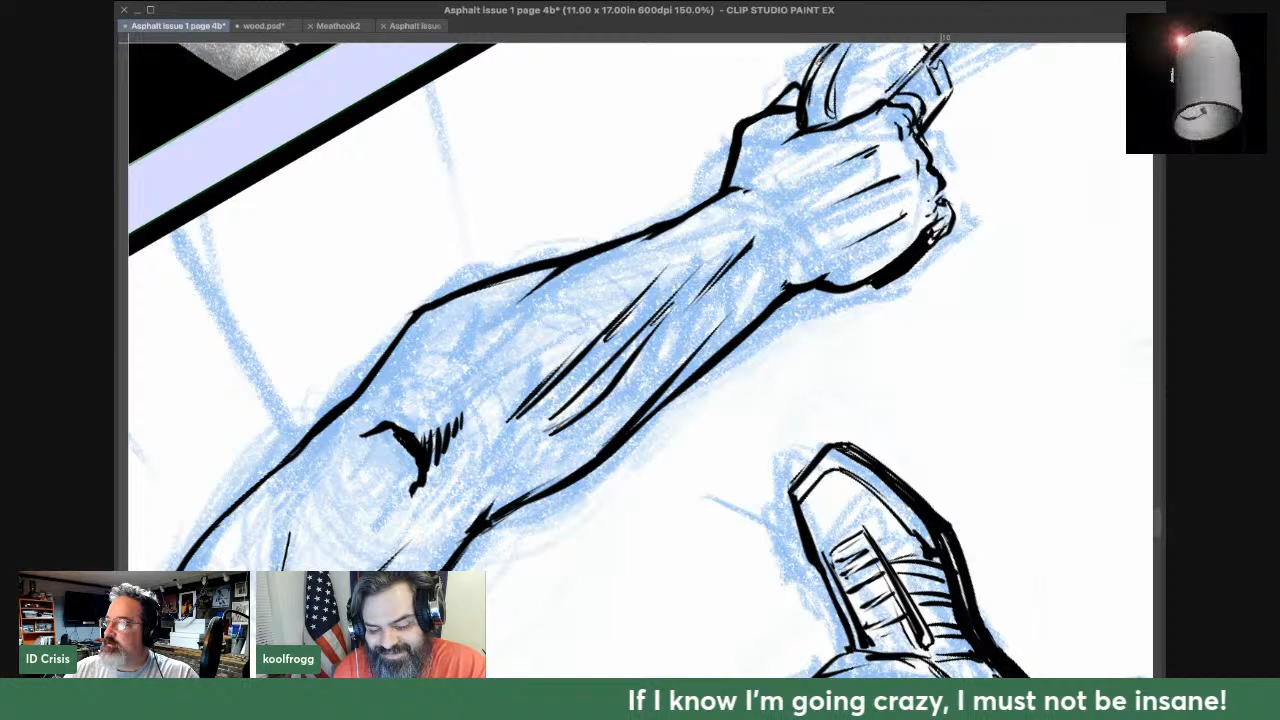 Asphalt issue 1 page 4b* (11.00 x 17.00in 600dpi 150.0%) - CLIP STUDIO PAINT EX
Asphalt issue 1 page 4b*
wood.psd*
Meathook2
Asphalt issue
ID Crisis
koolfrogg
If I know I'm going crazy, I must not be insane!